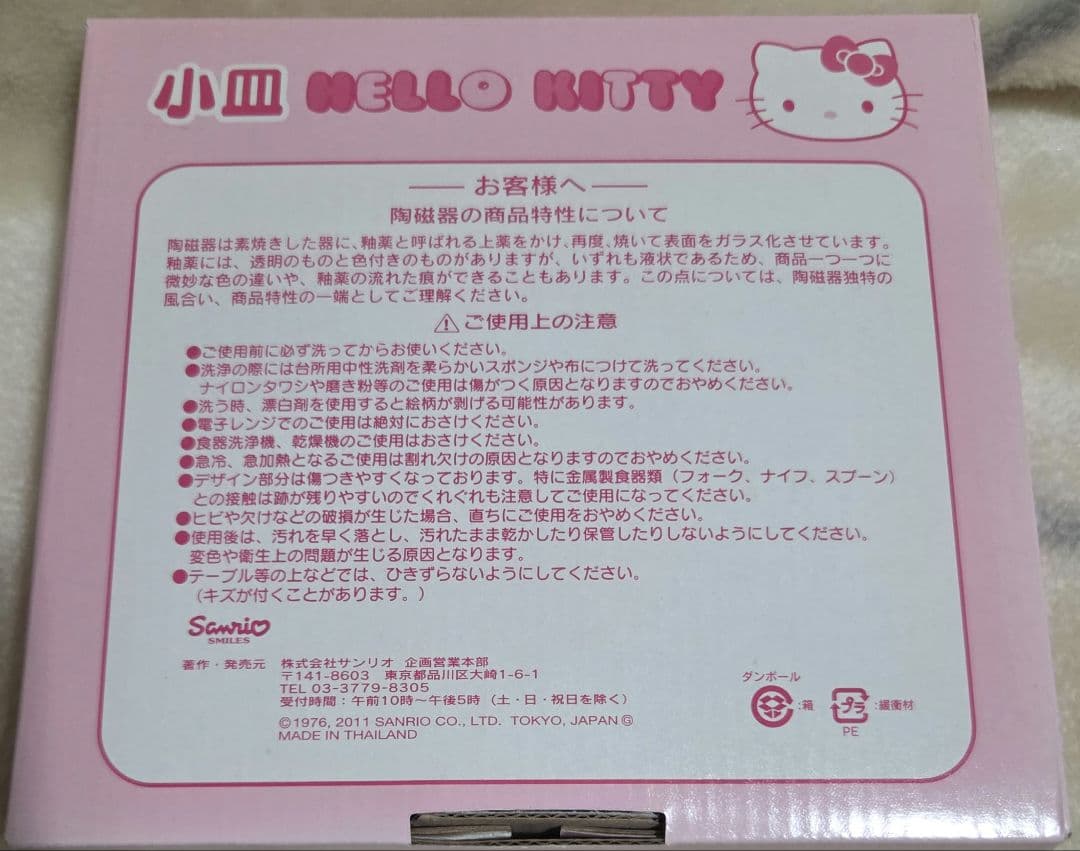 小皿 HELLO KITTY
お客様へ
陶磁器の商品特性について
陶磁器は素焼きした器に、釉薬と呼ばれる上薬をかけ、再度、焼いて表面をガラス化させています。
釉薬には、透明のものと色付きのものがありますが、いずれも液状であるため、商品一つ一つに
微妙な色の違いや、釉薬の流れた痕ができることもあります。この点については、陶磁器独特の
風合い、商品特性の一端としてご理解ください。
⚠ご使用上の注意
●ご使用前に必ず洗ってからお使いください。
●洗浄の際には台所用中性洗剤を柔らかいスポンジや布につけて洗ってください。
ナイロンタワシや磨き粉等のご使用は傷がつく原因となりますのでおやめください。
●洗う時、漂白剤を使用すると絵柄が剥げる可能性があります。
●電子レンジでのご使用は絶対におさけください。
●食器洗浄機、乾燥機のご使用はおさけください。
●急冷、急加熱となるご使用は割れ欠けの原因となりますのでおやめください。
●デザイン部分は傷つきやすくなっております。特に金属製食器類（フォーク、ナイフ、スプーン）
との接触は跡が残りやすいのでくれぐれも注意してご使用になってください。
●ヒビや欠けなどの破損が生じた場合、直ちにご使用をおやめください。
●使用後は、汚れを早く落とし、汚れたまま乾かしたり保管したりしないようにしてください。
変色や衛生上の問題が生じる原因となります。
●テーブル等の上などでは、ひきずらないようにしてください。
（キズが付くことがあります。）
Sanrio
SMILES
著作・発売元 株式会社サンリオ 企画営業本部
〒141-8603 東京都品川区大崎1-6-1
TEL 03-3779-8305
受付時間：午前10時～午後5時（土・日・祝日を除く）
©1976, 2011 SANRIO CO., LTD. TOKYO, JAPAN Ⓖ
MADE IN THAILAND
ダンボール
:箱
プラ :緩衝材
PE